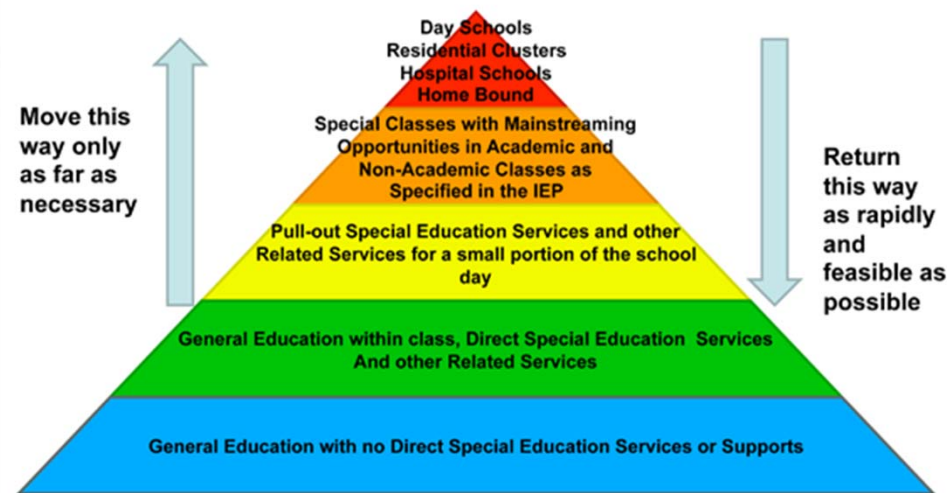 Day Schools
Residential Clusters
Hospital Schools
Home Bound
Move this
way only
as far as
necessary
Special Classes with Mainstreaming
Opportunities in Academic and
Non-Academic Classes as
Specified in the IEP
Return
this way
as rapidly
and
feasible as
possible
Pull-out Special Education Services and other
Related Services for a small portion of the school
day
General Education within class, Direct Special Education Services
And other Related Services
General Education with no Direct Special Education Services or Supports